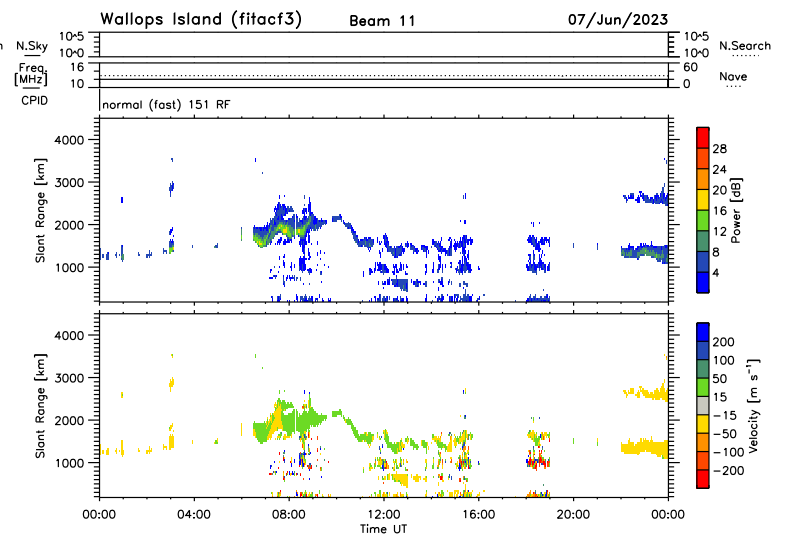 Wallops Island (fitacf3) Beam 11 07/Jun/2023
n N.Sky 10^5 10^5 N.Search
10^0 10^0
Freq. 16 60 Nave
[MHz] 10 0
CPID normal (fast) 151 RF
Slant Range [km]
4000
3000
2000
1000
28
24
20
16
12
8
4
Power [dB]
Slant Range [km]
4000
3000
2000
1000
200
100
50
15
−15
−50
−100
−200
Velocity [m s⁻¹]
00:00 04:00 08:00 12:00 16:00 20:00 00:00
Time UT